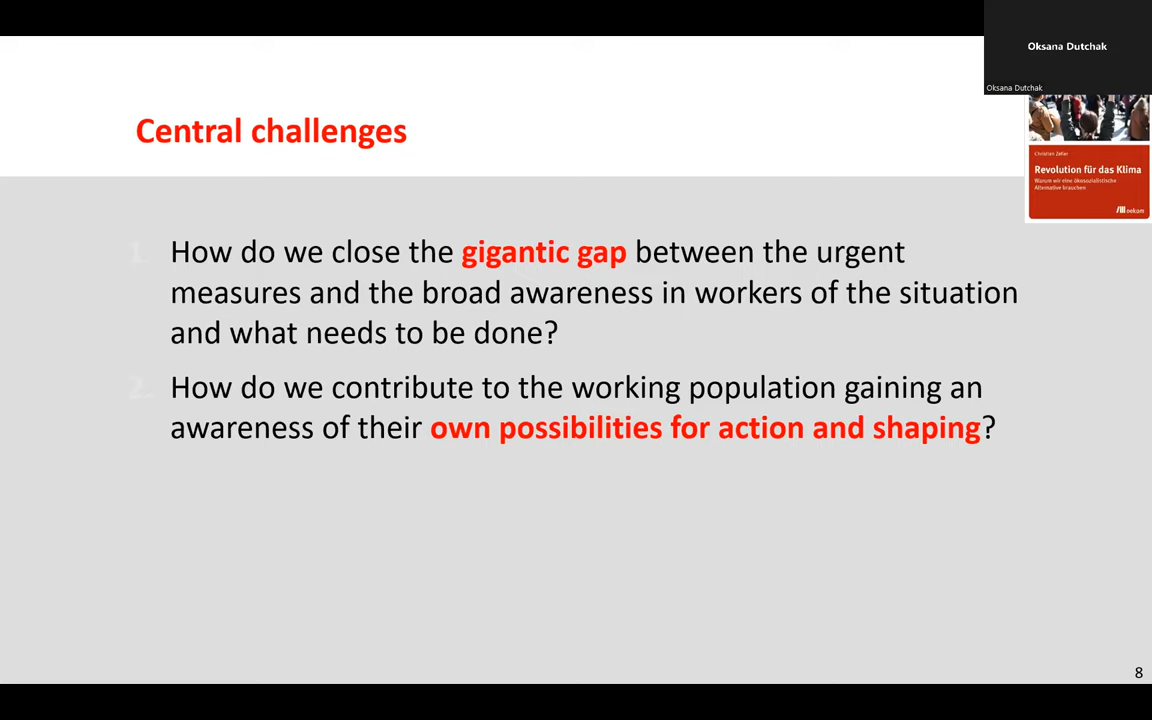 Oksana Dutchak
Oksana Dutchak
Central challenges
Christian Zeller
Revolution für das Klima
Warum wir eine ökosozialistische
Alternative brauchen
oekom
1. How do we close the gigantic gap between the urgent
measures and the broad awareness in workers of the situation
and what needs to be done?
2. How do we contribute to the working population gaining an
awareness of their own possibilities for action and shaping?
8